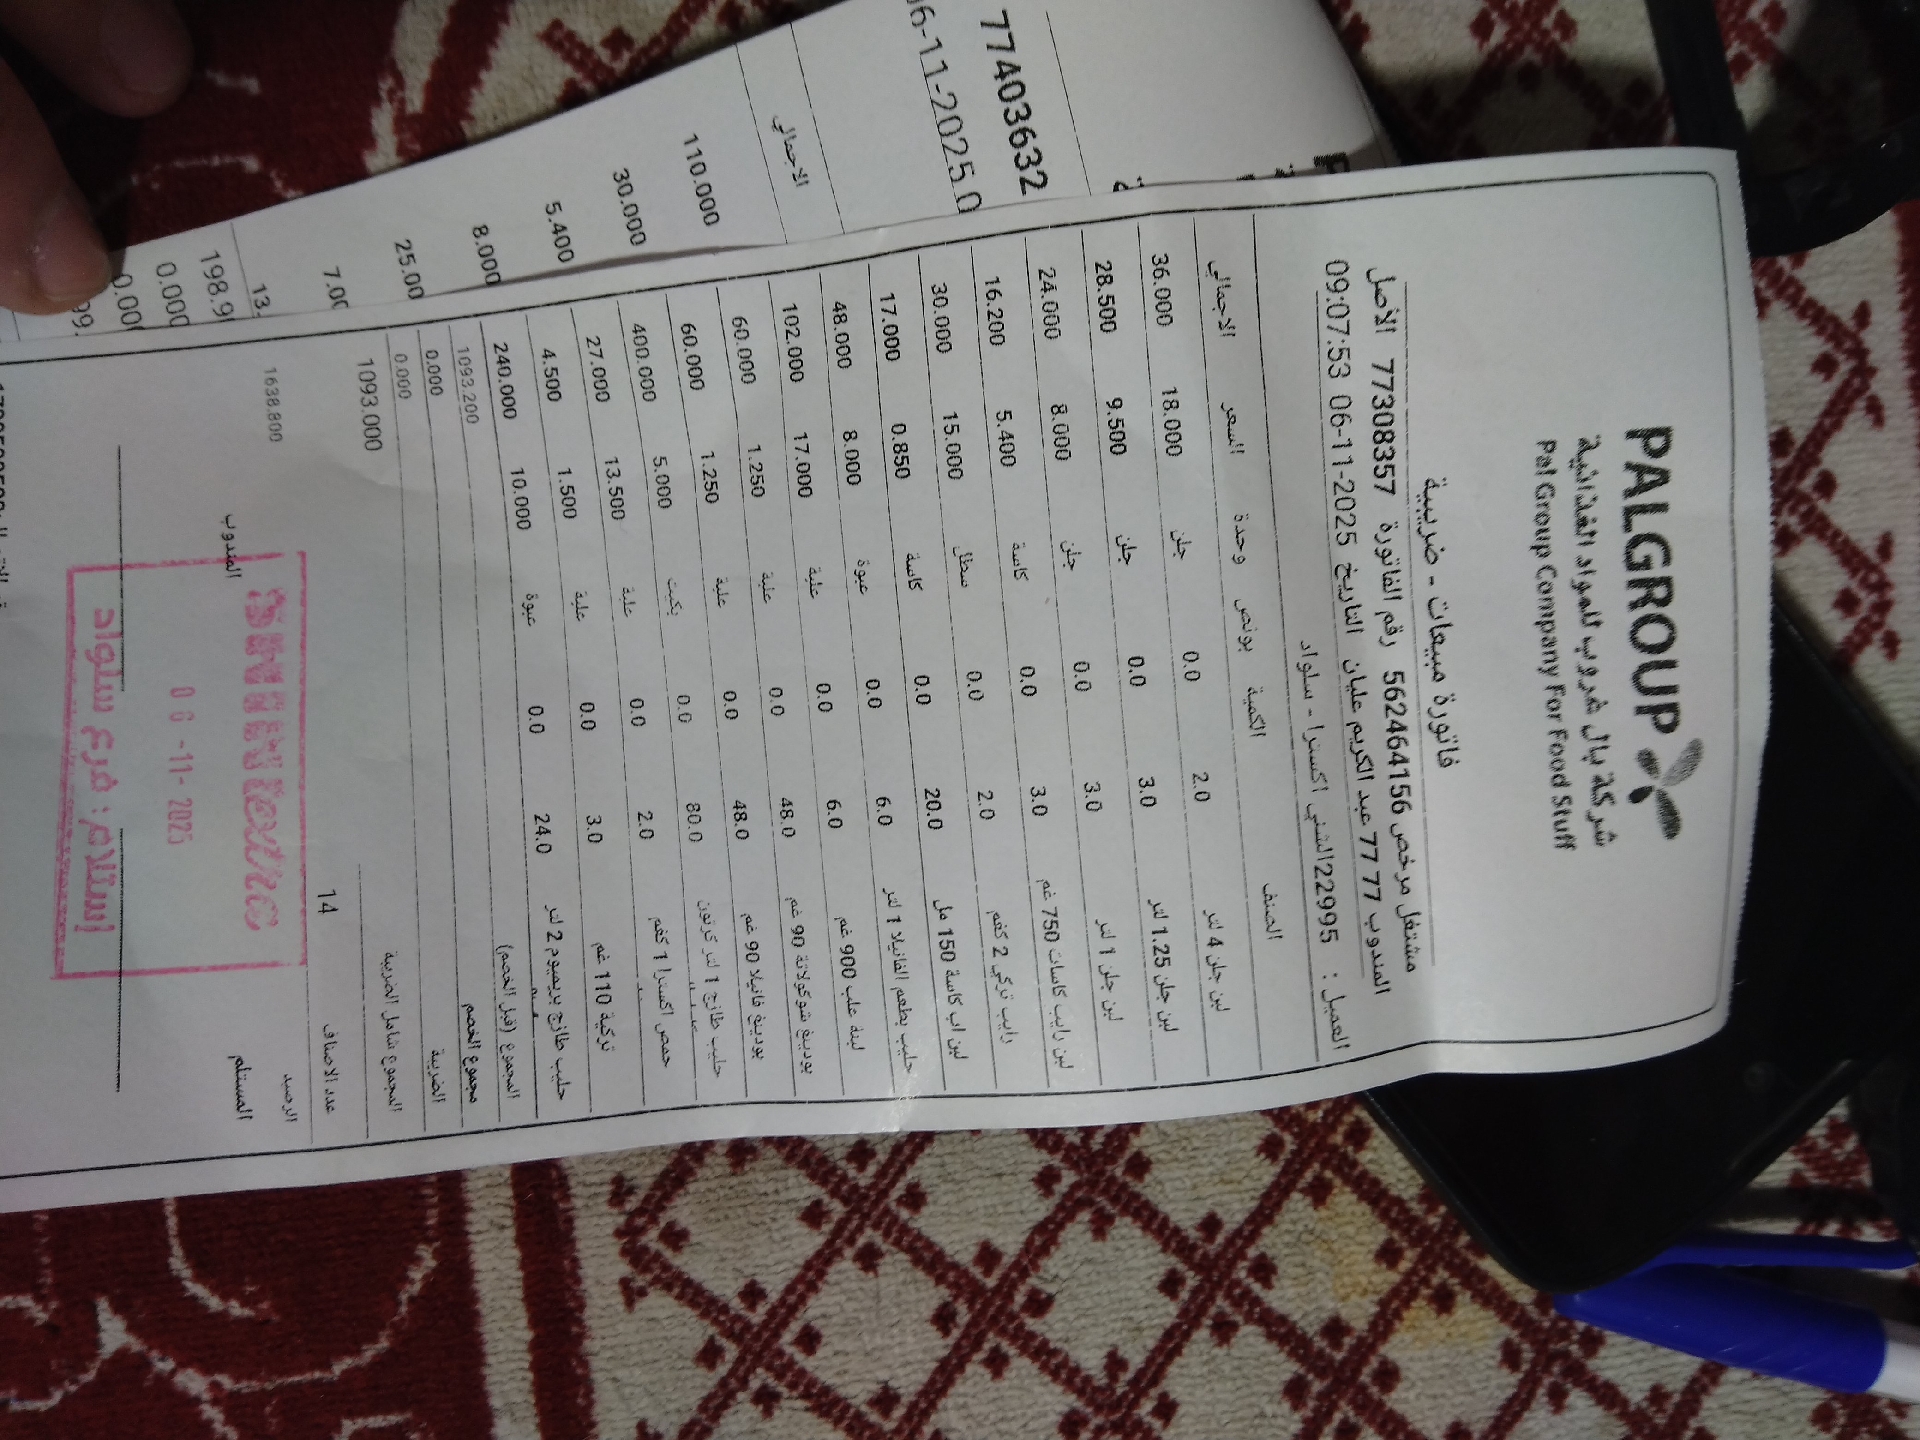 PALGROUP
شركة بال غروب للمواد الغذائية
Pal Group Company For Food Stuff
فاتورة مبيعات - ضريبية
مشتغل مرخص 562464156 رقم الفاتورة 77308357 الأصل
المندوب 77 77 عبد الكريم عليان التاريخ 2025-11-06 09:07:53
العميل : 22995الشني اكسترا - سلواد
الصنف الكمية بونص وحدة السعر الاجمالي
لبن جلن 4 لتر 2.0 0.0 جلن 18.000 36.000
لبن جلن 1.25 لتر 3.0 0.0 جلن 9.500 28.500
لبن جلن 1 لتر 3.0 0.0 جلن 8.000 24.000
لبن رايب كاسات 750 غم 3.0 0.0 كاسة 5.400 16.200
رايب تركي 2 كغم 2.0 0.0 سطل 15.000 30.000
لبن اب كاسة 150 مل 20.0 0.0 كاسة 0.850 17.000
حليب بطعم الفانيلا 1 لتر 6.0 0.0 عبوة 8.000 48.000
لبنة علب 900 غم 6.0 0.0 علبة 17.000 102.000
بودينغ شوكولاتة 90 غم 48.0 0.0 علبة 1.250 60.000
بودينغ فانيلا 90 غم 48.0 0.0 علبة 1.250 60.000
حليب طازج 1 لتر كرتون 80.0 0.0 بكيت 5.000 400.000
حمص اكسترا 1 كغم 2.0 0.0 علبة 13.500 27.000
تركية 110 غم 3.0 0.0 علبة 1.500 4.500
حليب طازج بريميوم 2 لتر 24.0 0.0 عبوة 10.000 240.000
المجموع (قبل الخصم) 1093.200
مجموع الخصم 0.000
الضريبة 0.000
المجموع شامل الضريبة 1093.000
عدد الاصناف 14
الرصيد 1638.800
المستلم المندوب
06-11-2025
إستلام: فرع سلواد
77403632
06-11-2025 0
الاجمالي
110.000
30.000
5.400
8.000
25.00
7.00
13.
198.9
0.000
0.00
99.